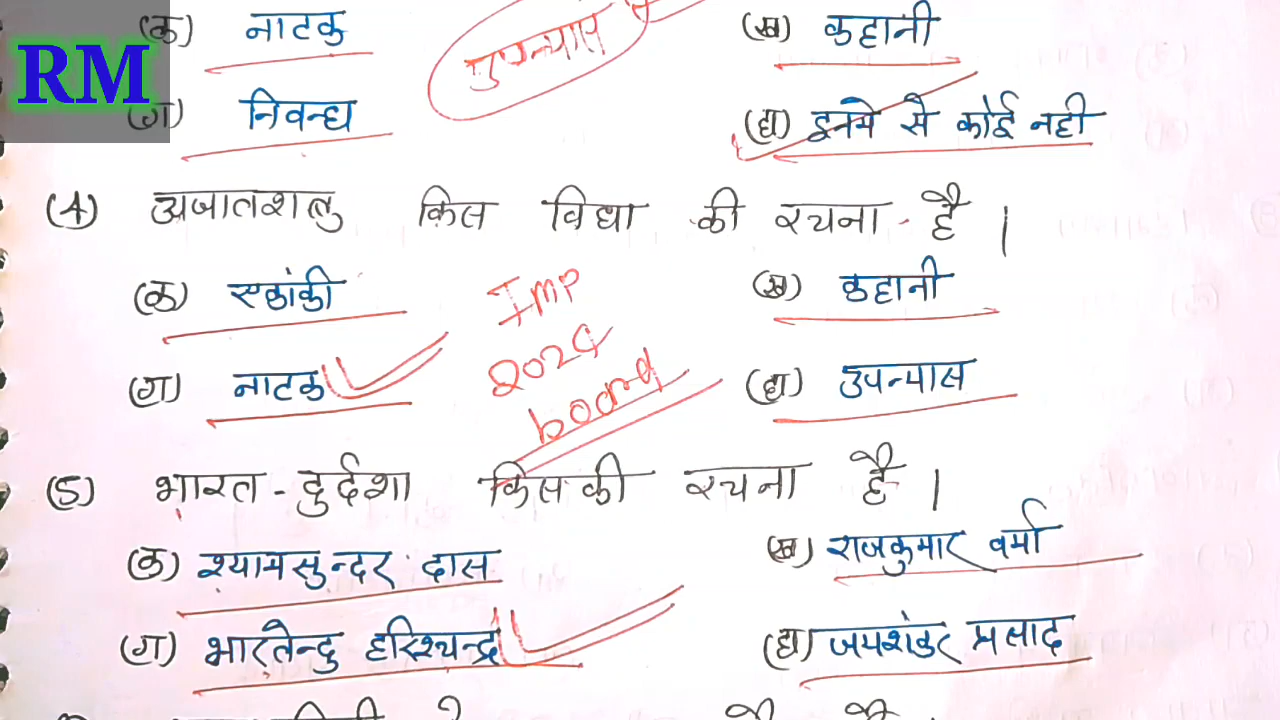 (क) नाटक (ख) कहानी
उपन्यास
RM
(ग) निवन्ध (घ) इनमे से कोई नही
(4) अजातशत्रु किस विधा की रचना है |
(क) एकांकी (ख) कहानी
Imp
2024
board
(ग) नाटक (घ) उपन्यास
(5) भारत-दुर्दशा किसकी रचना है |
(क) श्यामसुन्दर दास (ख) राजकुमार वर्मा
(ग) भारतेन्दु हरिश्चन्द्र (घ) जयशंकर प्रसाद